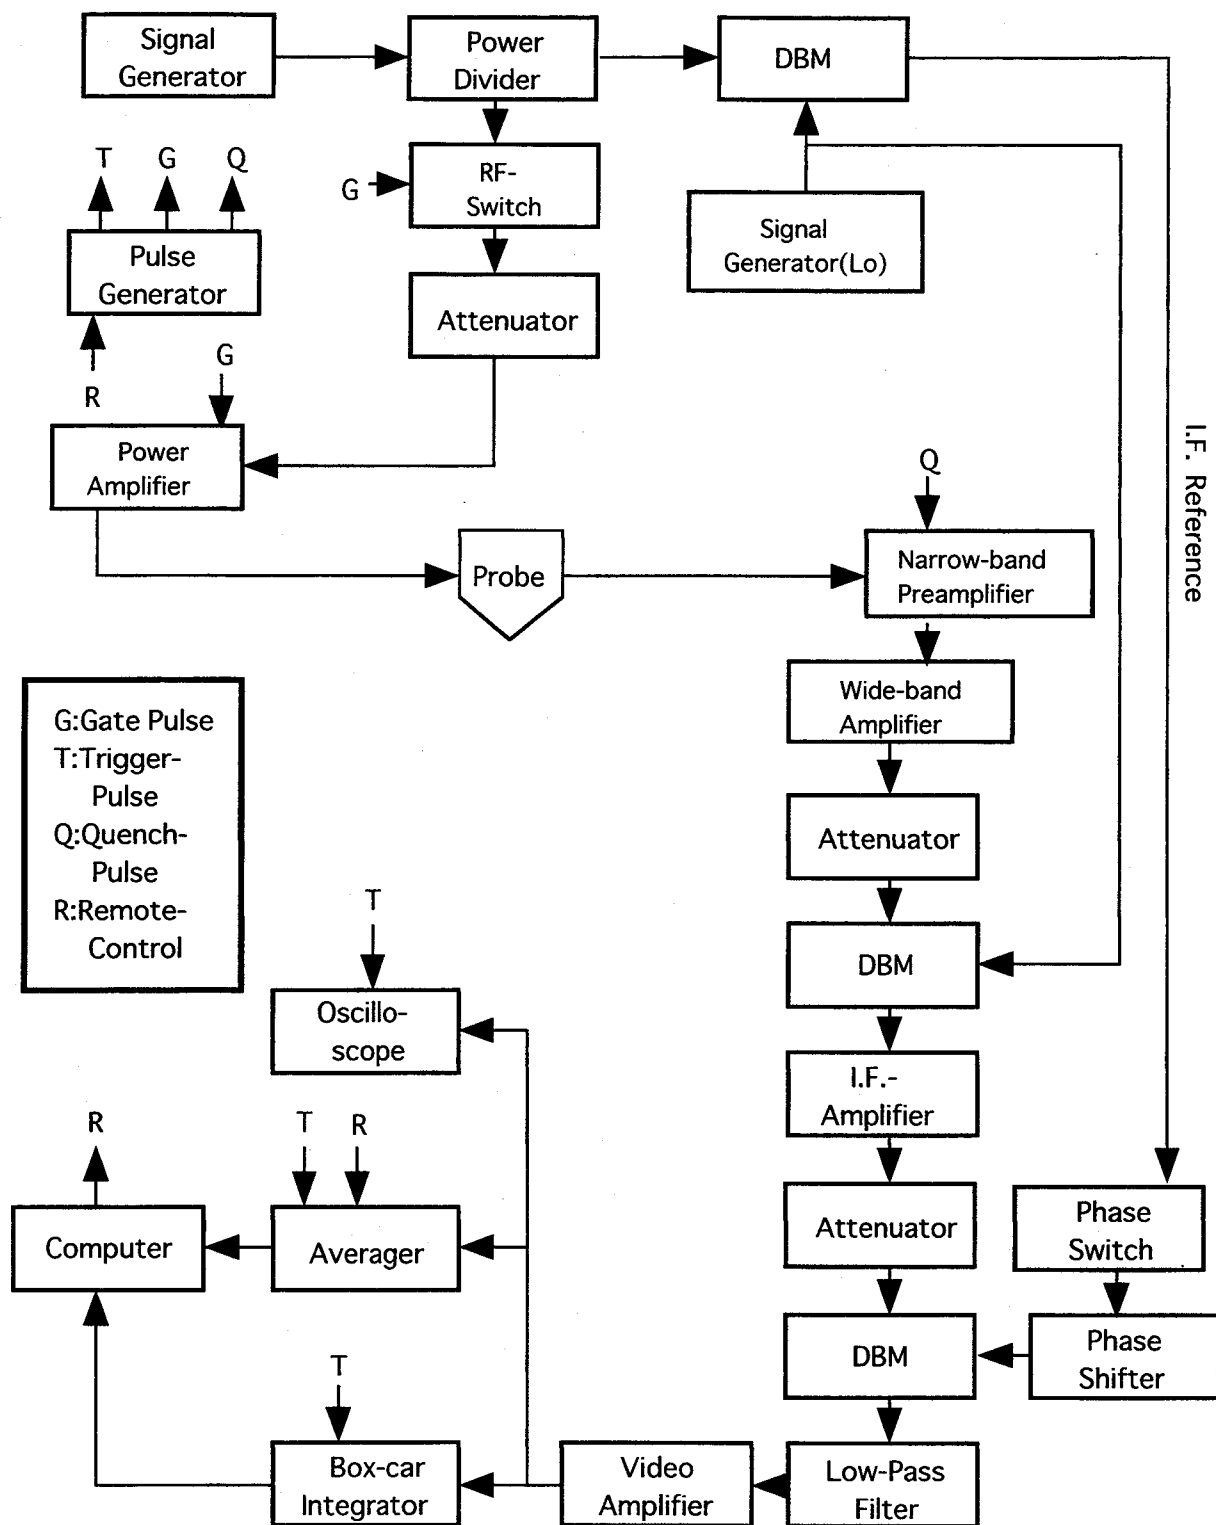 Signal
Generator
Power
Divider
DBM
T
G
Q
G
RF-
Switch
Signal
Generator(Lo)
Pulse
Generator
Attenuator
R
G
Power
Amplifier
I.F. Reference
Q
Probe
Narrow-band
Preamplifier
Wide-band
Amplifier
G:Gate Pulse
T:Trigger-
Pulse
Q:Quench-
Pulse
R:Remote-
Control
Attenuator
T
DBM
Oscillo-
scope
I.F.-
Amplifier
R
T
R
Computer
Averager
Attenuator
Phase
Switch
DBM
Phase
Shifter
T
Box-car
Integrator
Video
Amplifier
Low-Pass
Filter